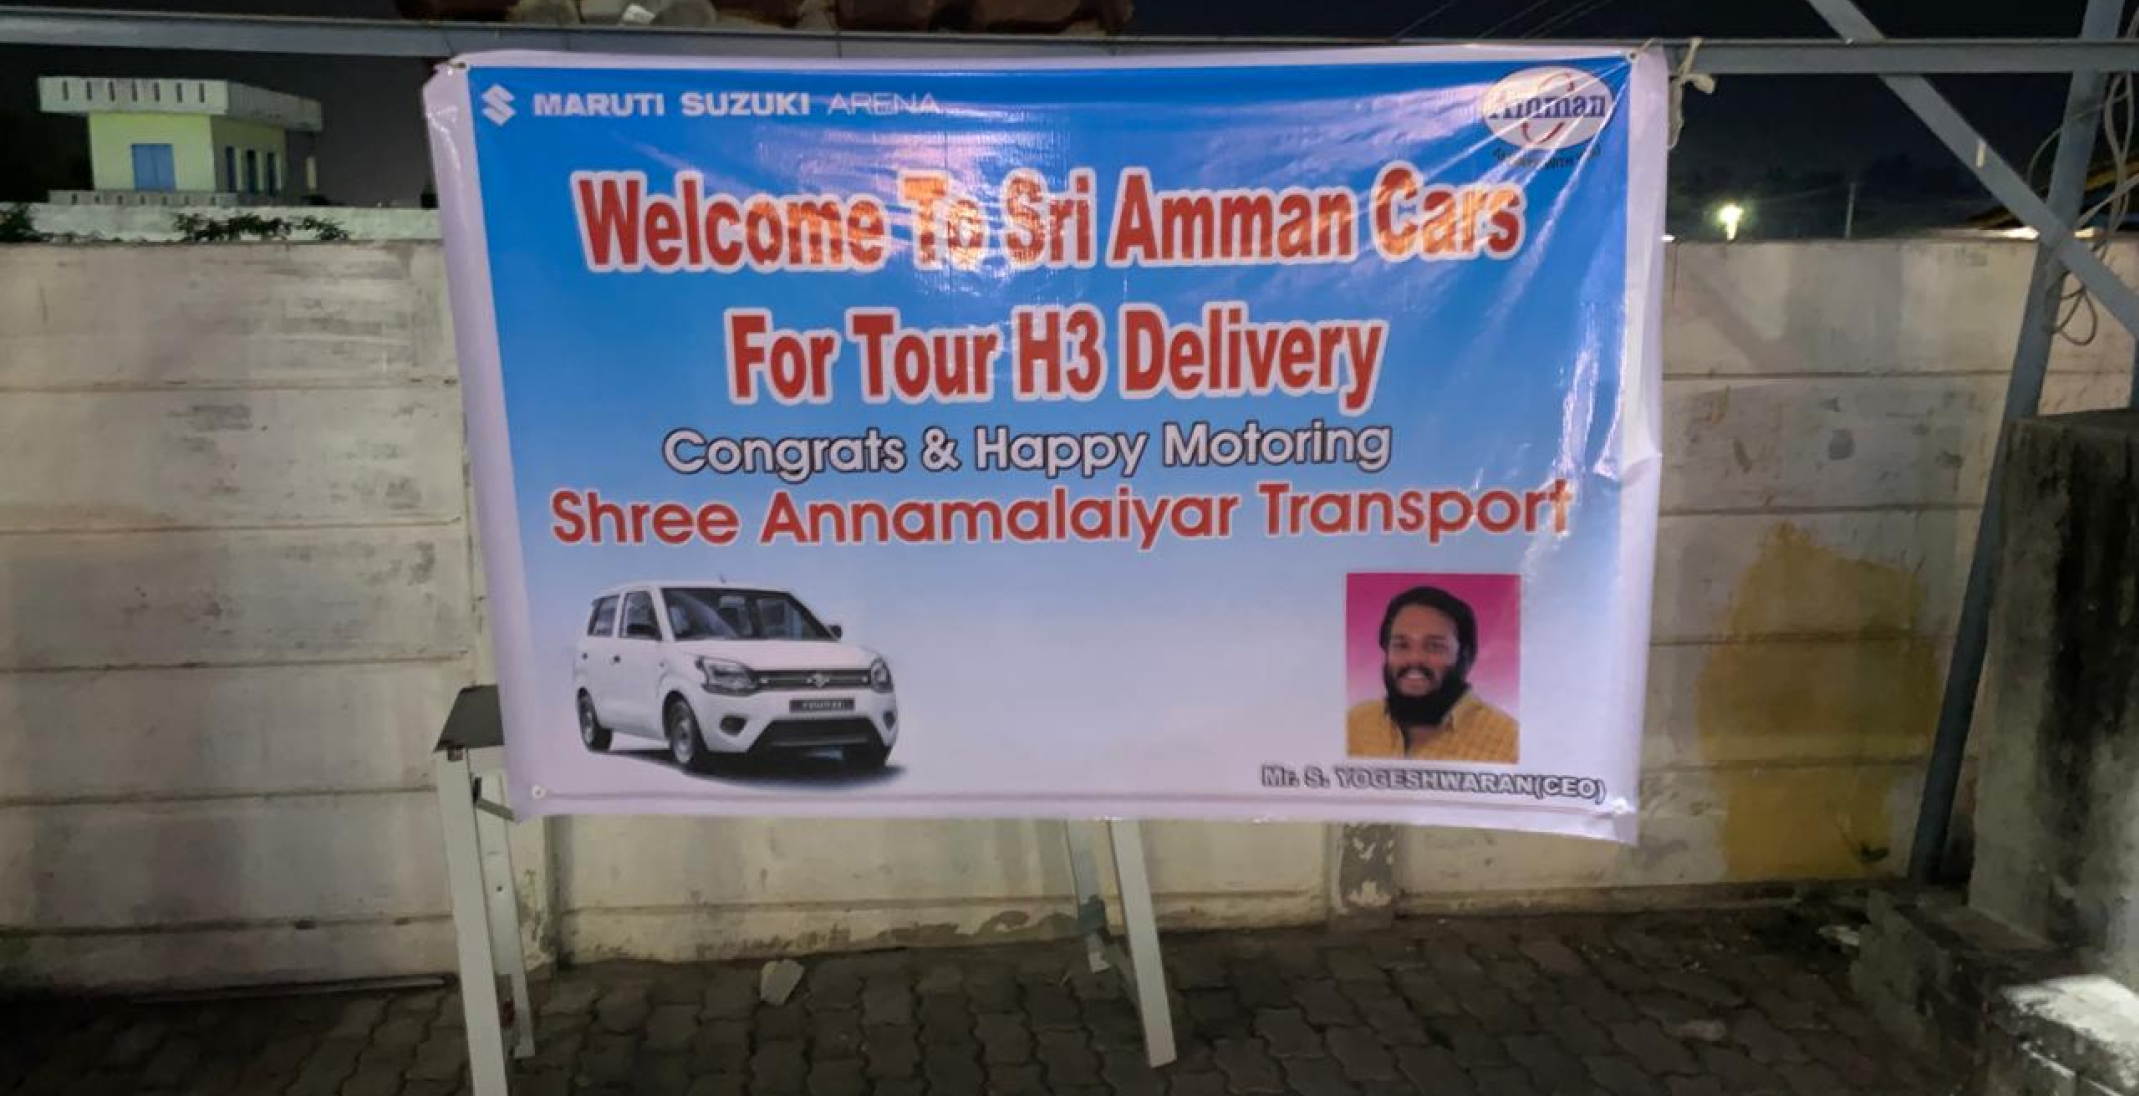 MARUTI SUZUKI ARENA
Amman
Welcome To Sri Amman Cars
For Tour H3 Delivery
Congrats & Happy Motoring
Shree Annamalaiyar Transport
Mr. S. YOGESHWARAN(CEO)